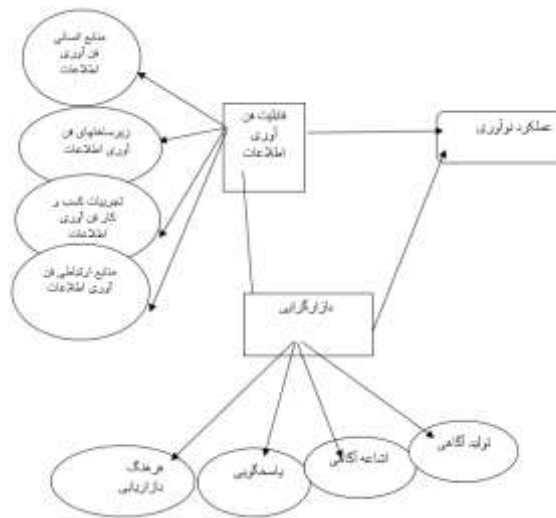 منابع انسانی
فن آوری
اطلاعات
زیرساختهای فن
آوری اطلاعات
تجربیات کسب و
کار فن آوری
اطلاعات
منابع ارتباطی فن
آوری اطلاعات
قابلیت فن
آوری
اطلاعات
عملکرد نوآوری
بازارگرایی
تولید آگاهی
اشاعه آگاهی
پاسخگویی
فرهنگ
بازاریابی